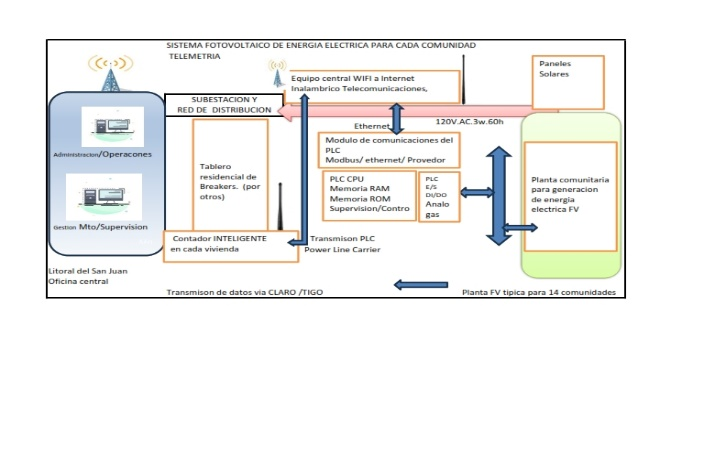 SISTEMA FOTOVOLTAICO DE ENERGIA ELECTRICA PARA CADA COMUNIDAD
TELEMETRIA
Paneles
Solares
Equipo central WIFI a Internet
Inalambrico Telecomunicaciones,
SUBESTACION Y
RED DE DISTRIBUCION
120V.AC.3w.60h
Ethernet
Modulo de comunicaciones del
PLC
Modbus/ ethernet/ Provedor
Administracion/Operacones
Tablero
residencial de
Breakers. (por
otros)
PLC CPU
Memoria RAM
Memoria ROM
Supervision/Contro
PLC
E/S
DI/DO
Analo
gas
Planta comunitaria
para generacion
de energia
electrica FV
Gestion Mto/Supervision
Contador INTELIGENTE
en cada vivienda
Transmison PLC
Power Line Carrier
Litoral del San Juan
Oficina central
Transmison de datos via CLARO /TIGO
Planta FV tipica para 14 comunidades